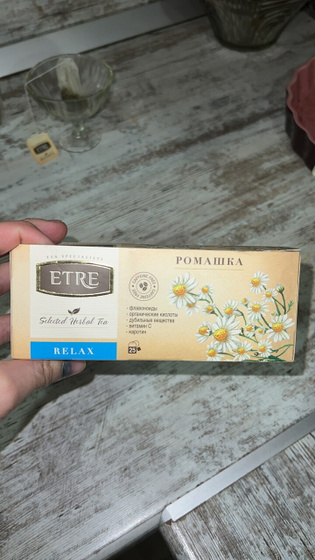 ETRE
Selected Herbal Tea
RELAX
РОМАШКА
- флавоноиды
- органические кислоты
- дубильные вещества
- витамин С
- каротин
25